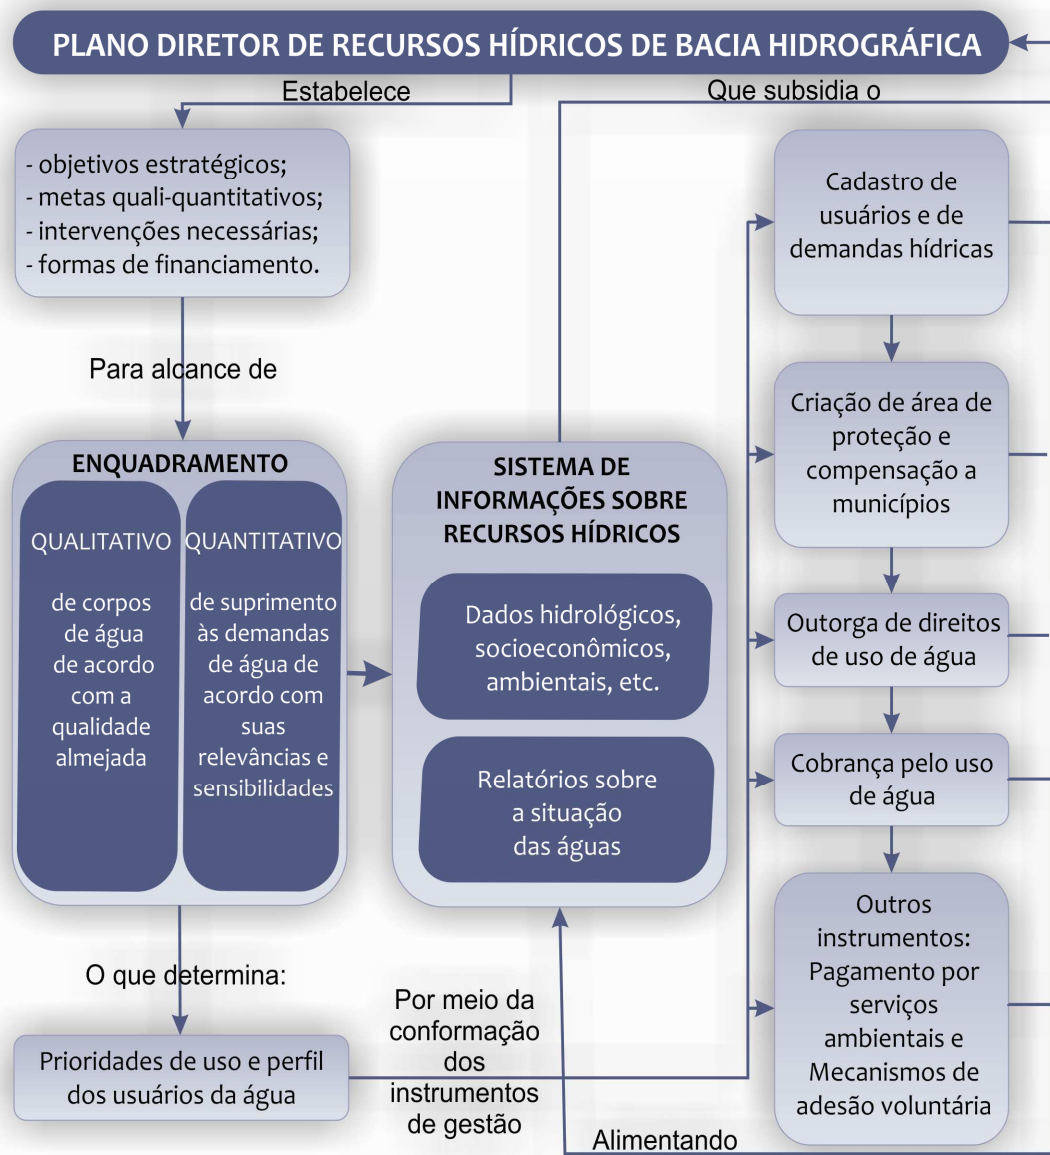 PLANO DIRETOR DE RECURSOS HÍDRICOS DE BACIA HIDROGRÁFICA
Estabelece
Que subsidia o
- objetivos estratégicos;
- metas quali-quantitativos;
- intervenções necessárias;
- formas de financiamento.
Para alcance de
ENQUADRAMENTO
QUALITATIVO
de corpos
de água
de acordo
com a
qualidade
almejada
QUANTITATIVO
de suprimento
às demandas
de água de
acordo com
suas
relevâncias e
sensibilidades
SISTEMA DE
INFORMAÇÕES SOBRE
RECURSOS HÍDRICOS
Dados hidrológicos,
socioeconômicos,
ambientais, etc.
Relatórios sobre
a situação
das águas
O que determina:
Prioridades de uso e perfil
dos usuários da água
Por meio da
conformação
dos
instrumentos
de gestão
Cadastro de
usuários e de
demandas hídricas
Criação de área de
proteção e
compensação a
municípios
Outorga de direitos
de uso de água
Cobrança pelo uso
de água
Outros
instrumentos:
Pagamento por
serviços
ambientais e
Mecanismos de
adesão voluntária
Alimentando